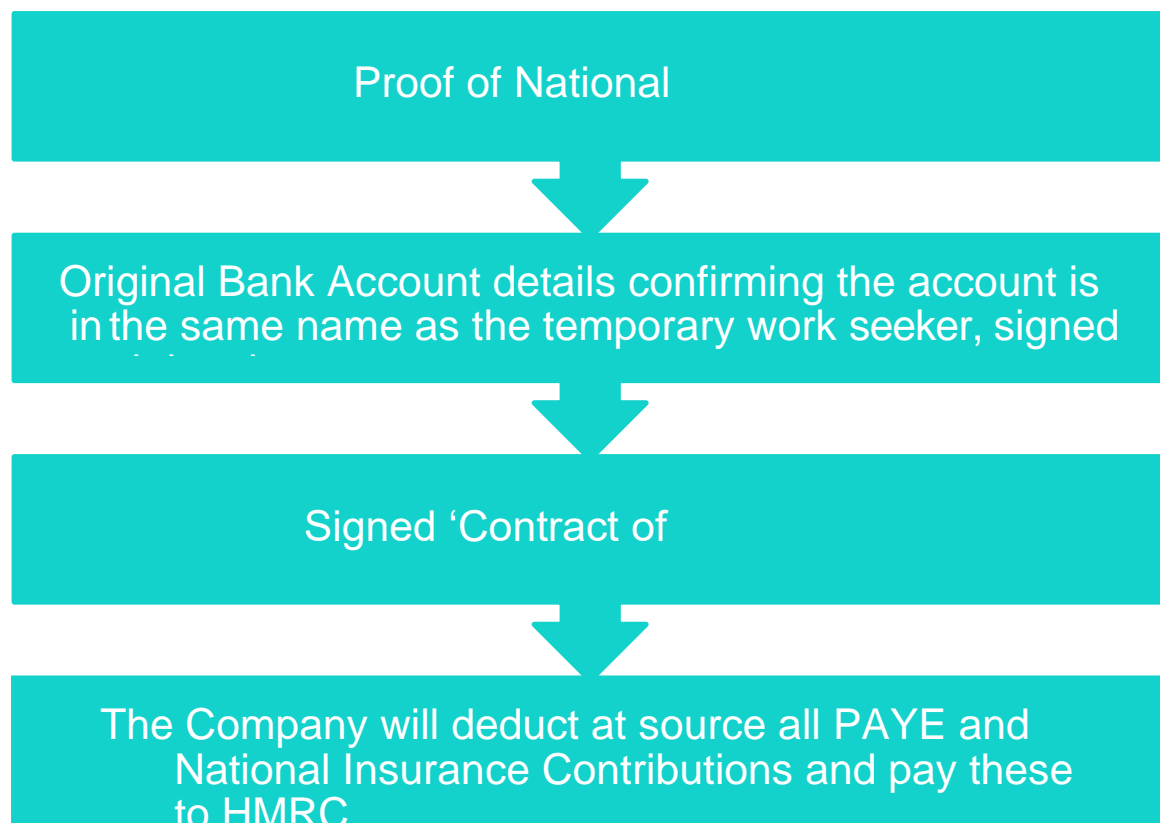 Proof of National
Original Bank Account details confirming the account is
in the same name as the temporary work seeker, signed
Signed ‘Contract of
The Company will deduct at source all PAYE and
National Insurance Contributions and pay these
to HMRC